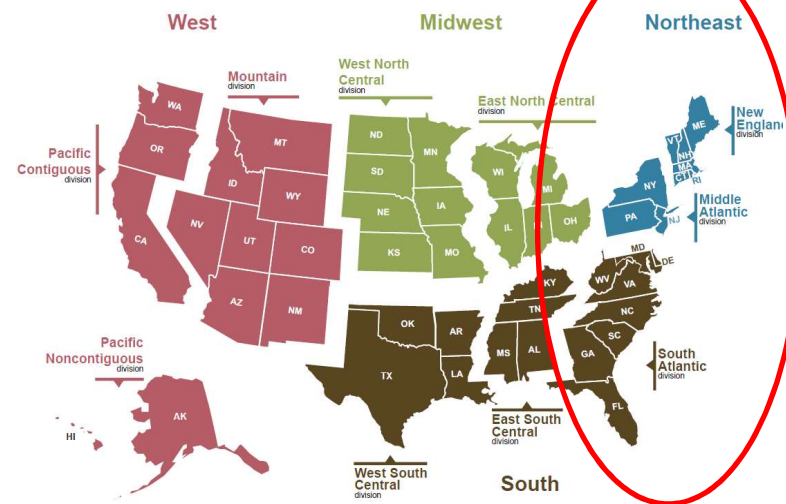 West
Midwest
Northeast
Mountain
division
West North
Central
division
East North Central
division
New
England
division
Pacific
Contiguous
division
Middle
Atlantic
division
WA
OR
CA
NV
ID
MT
WY
UT
CO
AZ
NM
ND
SD
NE
KS
MN
IA
MO
WI
IL
MI
IN
OH
ME
VT
NH
MA
CT
RI
NY
PA
NJ
MD
DE
WV
VA
KY
TN
NC
SC
GA
FL
OK
AR
TX
LA
MS
AL
Pacific
Noncontiguous
division
AK
HI
South
Atlantic
division
East South
Central
division
West South
Central
division
South